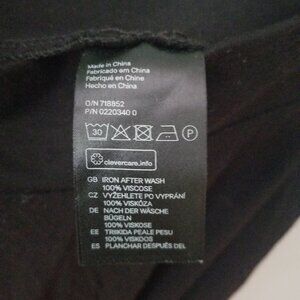 Made in China
Fabricado em China
Fabriqué en Chine
Hecho en China
O/N 718852
P/N 0220340 0
30
P
clevercare.info
GB IRON AFTER WASH
100% VISCOSE
CZ VYŽEHLETE PO VYPRÁNÍ
100% VISKÓZA
DE NACH DER WÄSCHE
BÜGELN
100% VISKOSE
EE TRIIKIDA PEALE PESU
100% VISKOOS
ES PLANCHAR DESPUÉS DEL